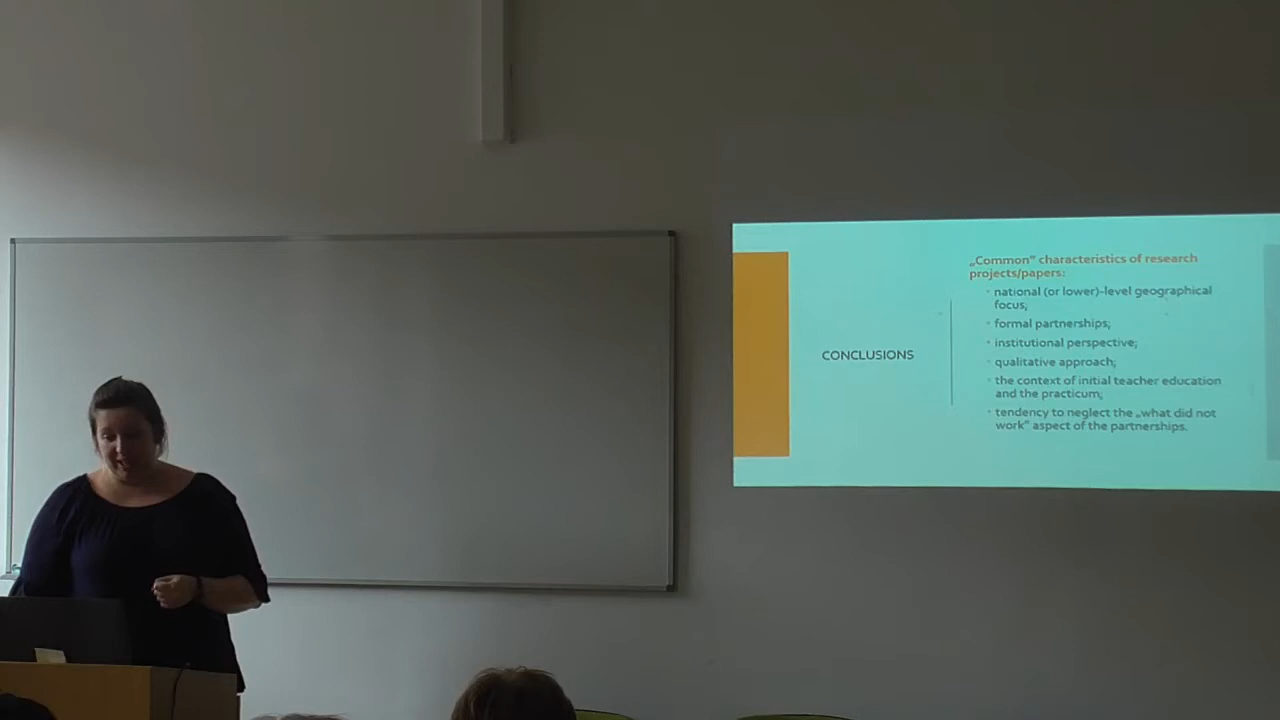 CONCLUSIONS
„Common" characteristics of research
projects/papers:
national (or lower)-level geographical
focus;
formal partnerships;
institutional perspective;
qualitative approach;
the context of initial teacher education
and the practicum;
tendency to neglect the „what did not
work" aspect of the partnerships.